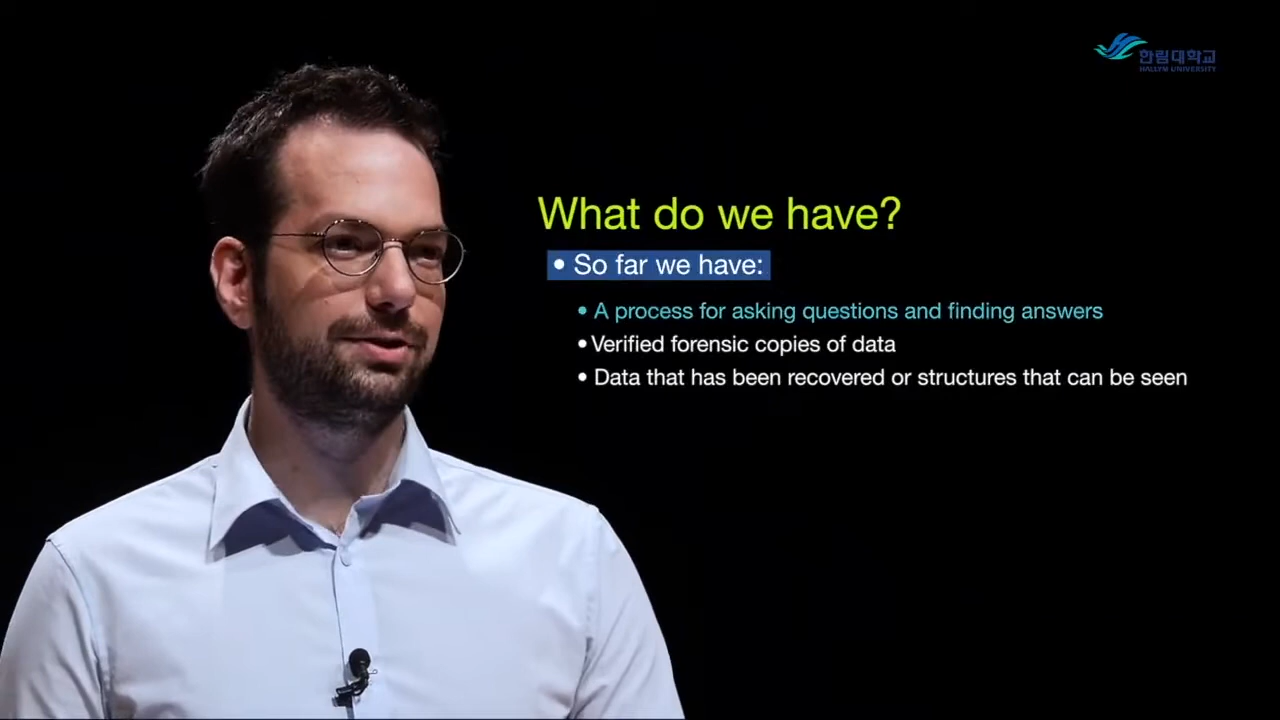 한림대학교
HALLYM UNIVERSITY
What do we have?
• So far we have:
• A process for asking questions and finding answers
• Verified forensic copies of data
• Data that has been recovered or structures that can be seen